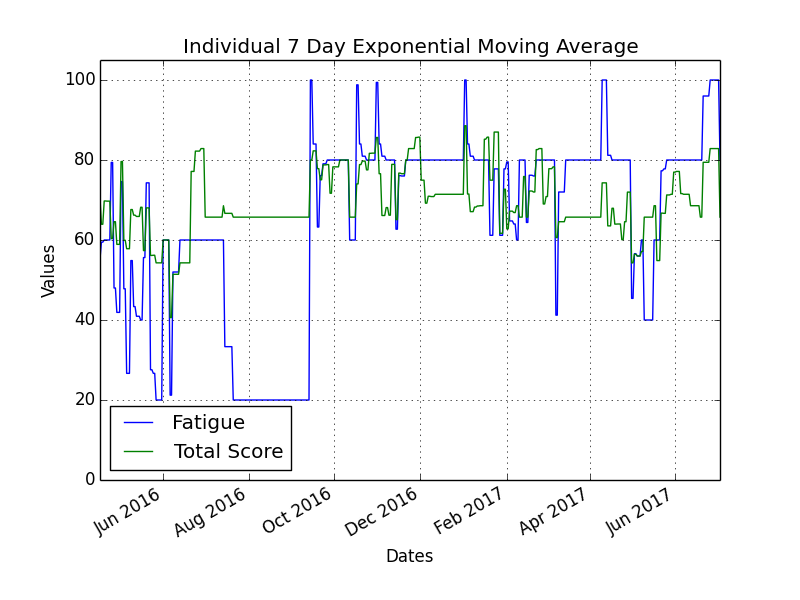 Individual 7 Day Exponential Moving Average
100
80
60
40
20
0
Values
Fatigue
Total Score
Jun 2016
Aug 2016
Oct 2016
Dec 2016
Feb 2017
Apr 2017
Jun 2017
Dates